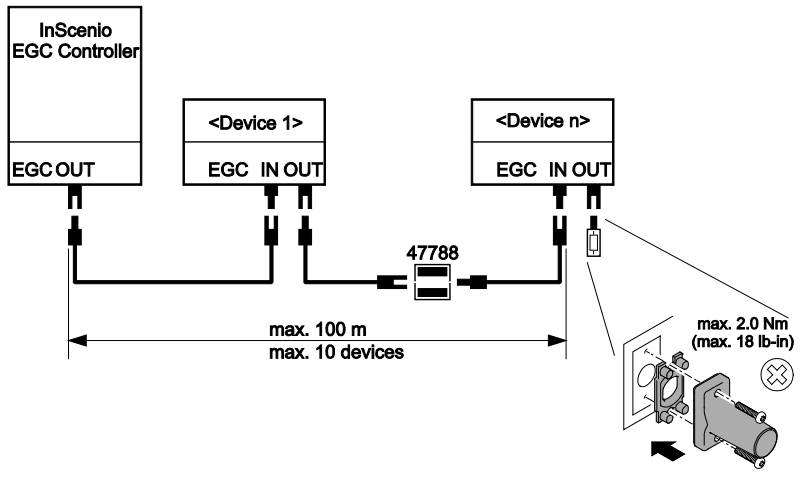 InScenio
EGC Controller
EGC OUT
<Device 1>
EGC IN OUT
<Device n>
EGC IN OUT
47788
max. 100 m
max. 10 devices
max. 2.0 Nm
(max. 18 lb-in)